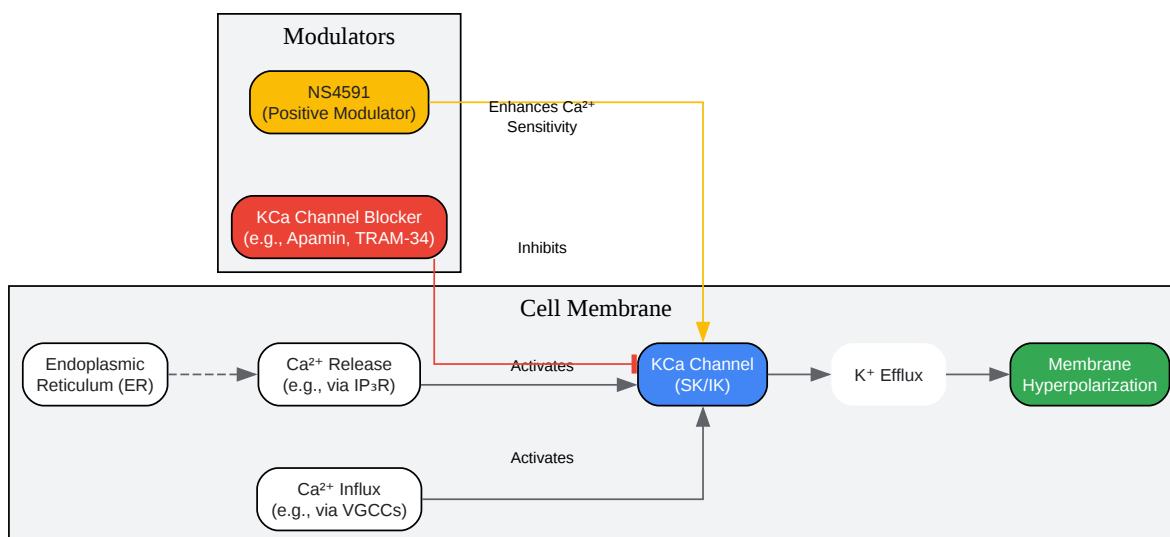 Modulators
NS4591
(Positive Modulator)
Enhances Ca²⁺
Sensitivity
KCa Channel Blocker
(e.g., Apamin, TRAM-34)
Inhibits
Cell Membrane
Endoplasmic
Reticulum (ER)
Ca²⁺ Release
(e.g., via IP₃R)
Activates
KCa Channel
(SK/IK)
K⁺ Efflux
Membrane
Hyperpolarization
Activates
Ca²⁺ Influx
(e.g., via VGCCs)